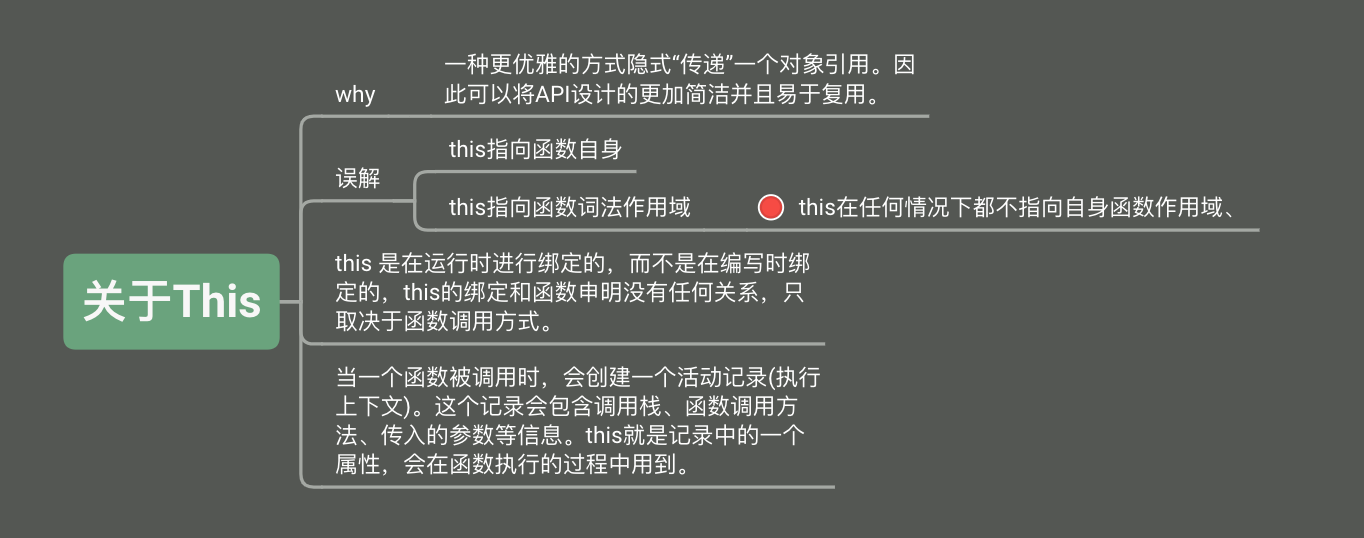 关于This
why
一种更优雅的方式隐式“传递”一个对象引用。因
此可以将API设计的更加简洁并且易于复用。
误解
this指向函数自身
this指向函数词法作用域
this在任何情况下都不指向自身函数作用域、
this 是在运行时进行绑定的，而不是在编写时绑
定的，this的绑定和函数申明没有任何关系，只
取决于函数调用方式。
当一个函数被调用时，会创建一个活动记录(执行
上下文)。这个记录会包含调用栈、函数调用方
法、传入的参数等信息。this就是记录中的一个
属性，会在函数执行的过程中用到。